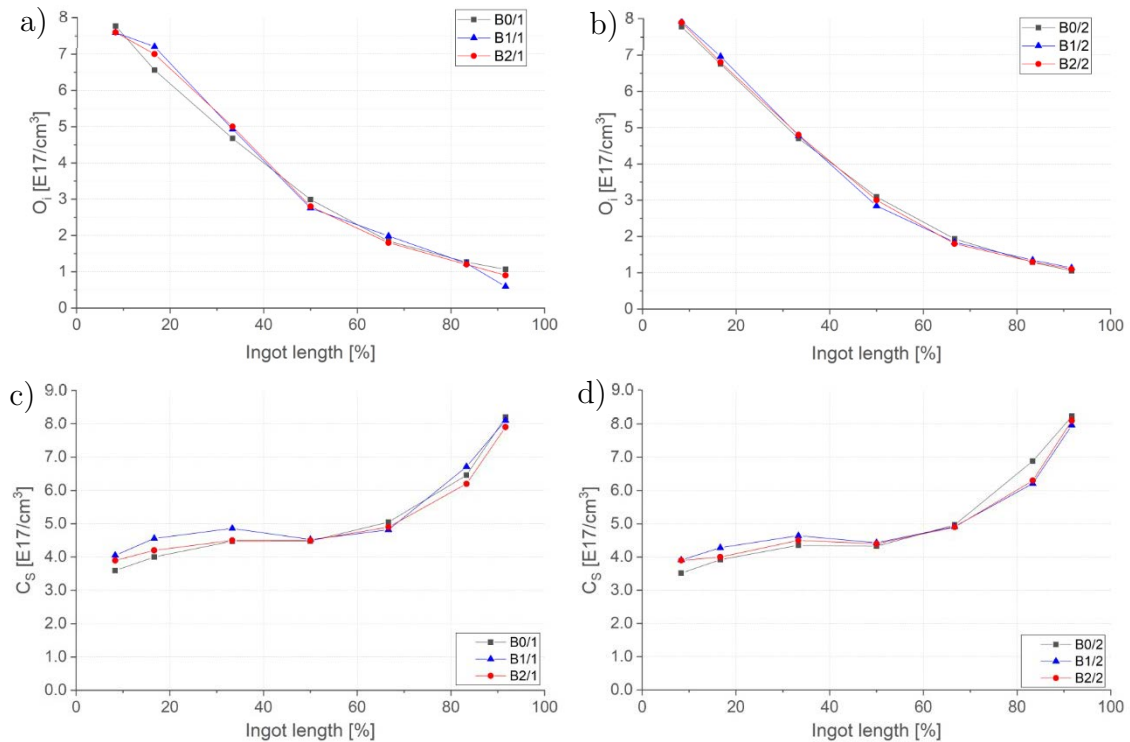 a)
8
7
6
5
4
3
2
1
0
O_i [E17/cm³]
0 20 40 60 80 100
Ingot length [%]
B0/1
B1/1
B2/1
b)
8
7
6
5
4
3
2
1
0
O_i [E17/cm³]
0 20 40 60 80 100
Ingot length [%]
B0/2
B1/2
B2/2
c)
9.0
8.0
7.0
6.0
5.0
4.0
3.0
2.0
1.0
0.0
C_S [E17/cm³]
0 20 40 60 80 100
Ingot length [%]
B0/1
B1/1
B2/1
d)
9.0
8.0
7.0
6.0
5.0
4.0
3.0
2.0
1.0
0.0
C_S [E17/cm³]
0 20 40 60 80 100
Ingot length [%]
B0/2
B1/2
B2/2